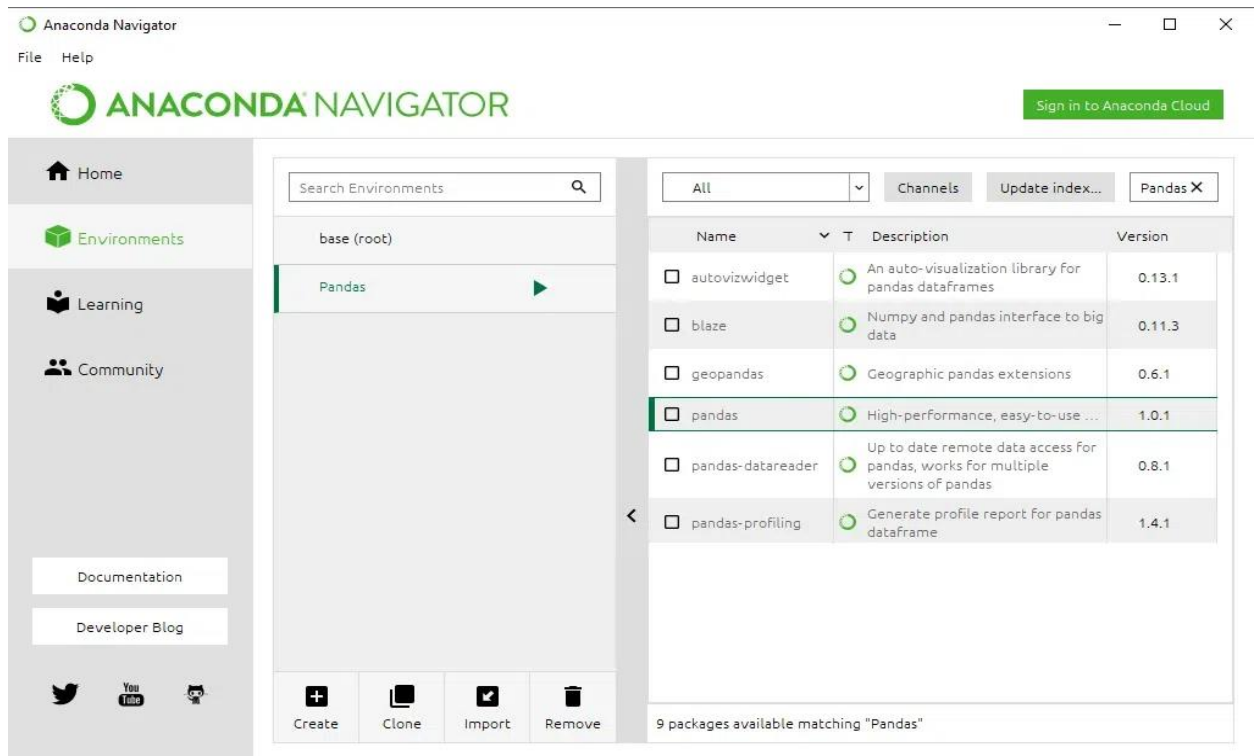 Anaconda Navigator
File Help
ANACONDA NAVIGATOR
Sign in to Anaconda Cloud
Home
Environments
Learning
Community
Documentation
Developer Blog
You
Tube
Search Environments
base (root)
Pandas
Create Clone Import Remove
All Channels Update index... Pandas
Name T Description Version
autovizwidget An auto-visualization library for
pandas dataframes 0.13.1
blaze Numpy and pandas interface to big
data 0.11.3
geopandas Geographic pandas extensions 0.6.1
pandas High-performance, easy-to-use ... 1.0.1
pandas-datareader Up to date remote data access for
pandas, works for multiple
versions of pandas 0.8.1
pandas-profiling Generate profile report for pandas
dataframe 1.4.1
9 packages available matching "Pandas"